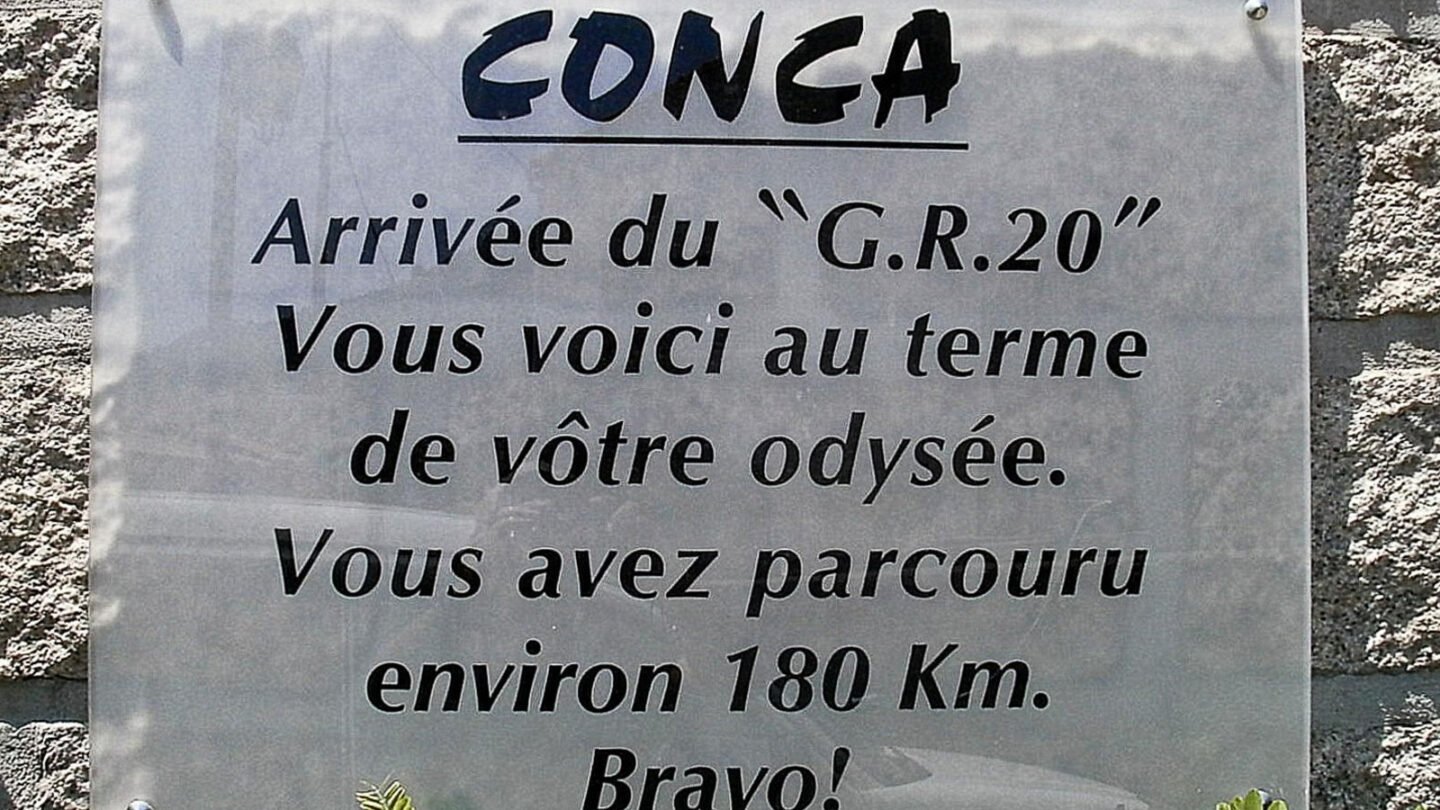 CONCA
Arrivée du “G.R.20”
Vous voici au terme
de vôtre odysée.
Vous avez parcouru
environ 180 Km.
Bravo!